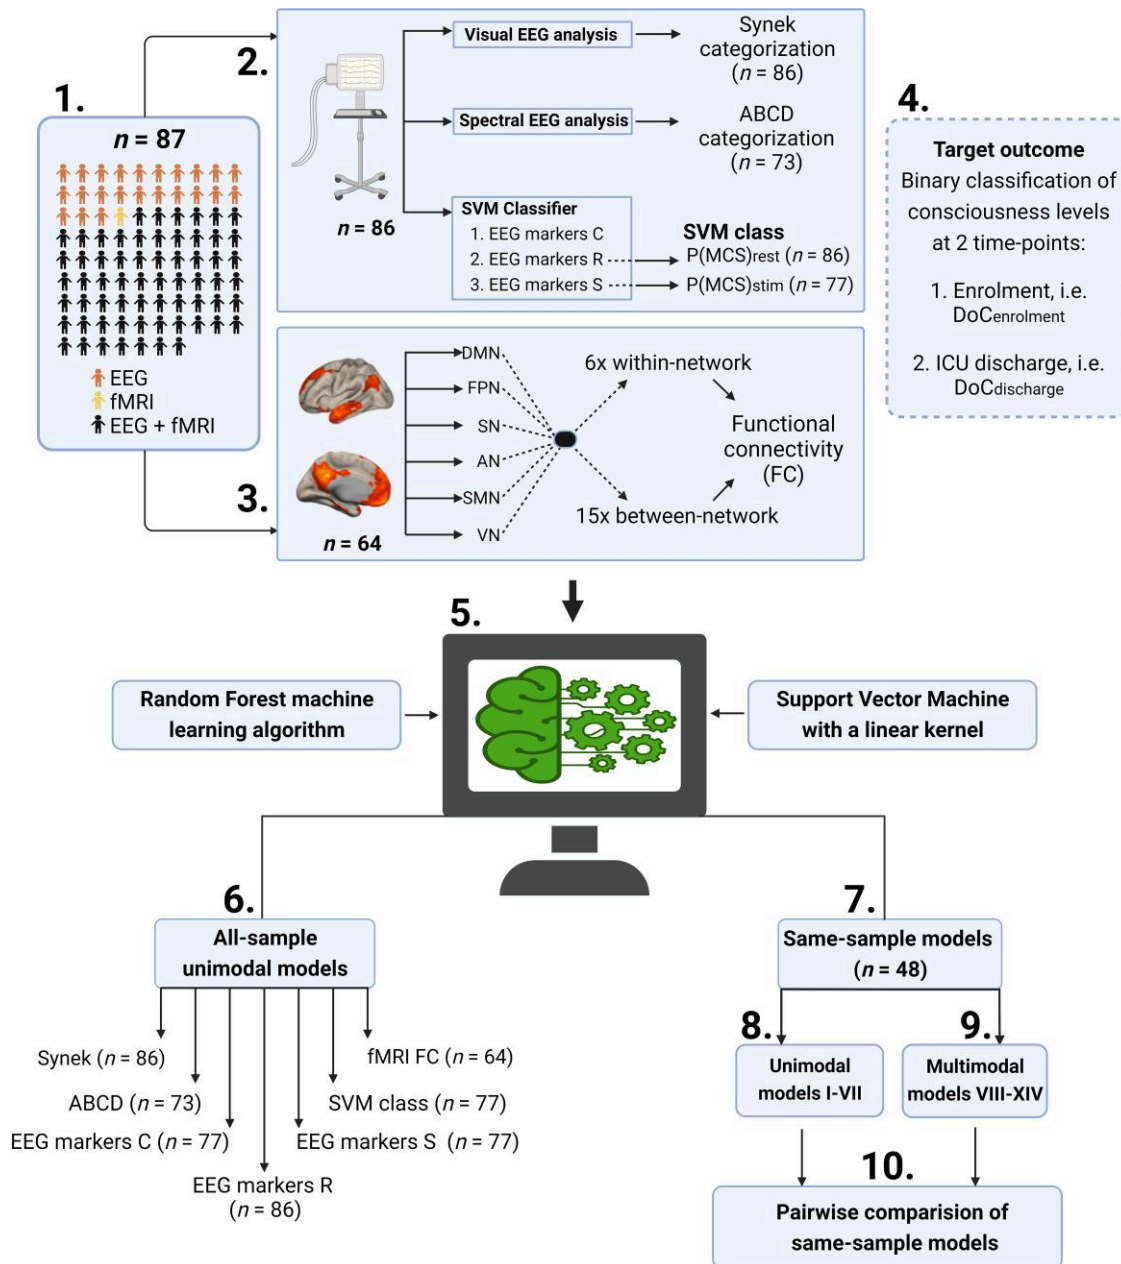 1.
n = 87
EEG
fMRI
EEG + fMRI
2.
n = 86
Visual EEG analysis
Synek
categorization
(n = 86)
Spectral EEG analysis
ABCD
categorization
(n = 73)
SVM Classifier
1. EEG markers C
2. EEG markers R
3. EEG markers S
SVM class
P(MCS)rest (n = 86)
P(MCS)stim (n = 77)
3.
n = 64
DMN
FPN
SN
AN
SMN
VN
6x within-network
15x between-network
Functional
connectivity
(FC)
4.
Target outcome
Binary classification of
consciousness levels
at 2 time-points:
1. Enrolment, i.e.
DoCenrolment
2. ICU discharge, i.e.
DoCdischarge
5.
Random Forest machine
learning algorithm
Support Vector Machine
with a linear kernel
6.
All-sample
unimodal models
Synek (n = 86)
ABCD (n = 73)
EEG markers C (n = 77)
EEG markers R
(n = 86)
EEG markers S (n = 77)
SVM class (n = 77)
fMRI FC (n = 64)
7.
Same-sample models
(n = 48)
8.
Unimodal
models I-VII
9.
Multimodal
models VIII-XIV
10.
Pairwise comparision of
same-sample models